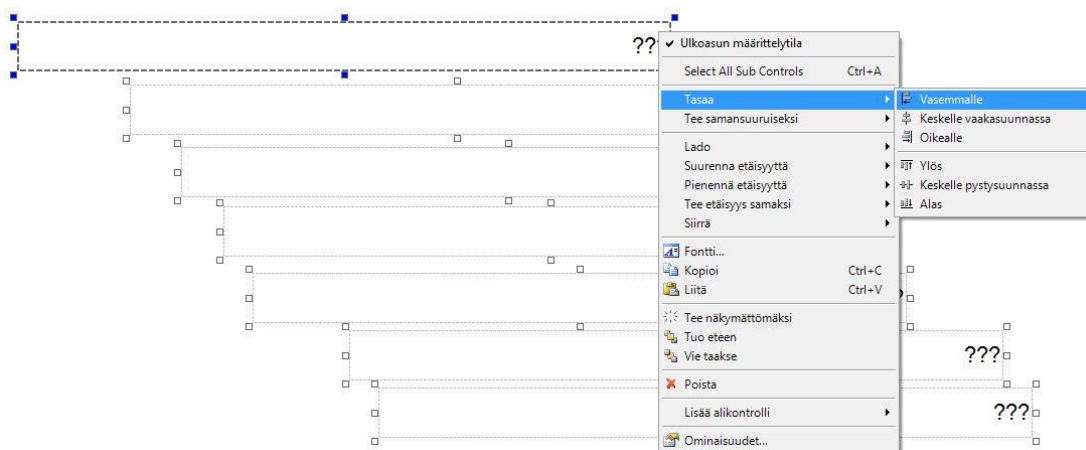 ???
✓ Ulkoasun määrittelytila
Select All Sub Controls Ctrl+A
Tasaa
Tee samansuuruiseksi
Lado
Suurenna etäisyyttä
Pienennä etäisyyttä
Tee etäisyys samaksi
Siirrä
Fontti...
Kopioi Ctrl+C
Liitä Ctrl+V
Tee näkymättömäksi
Tuo eteen
Vie taakse
Poista
Lisää alikontrolli
Ominaisuudet...
Vasemmalle
Keskelle vaakasuunnassa
Oikealle
Ylös
Keskelle pystysuunnassa
Alas
???
???